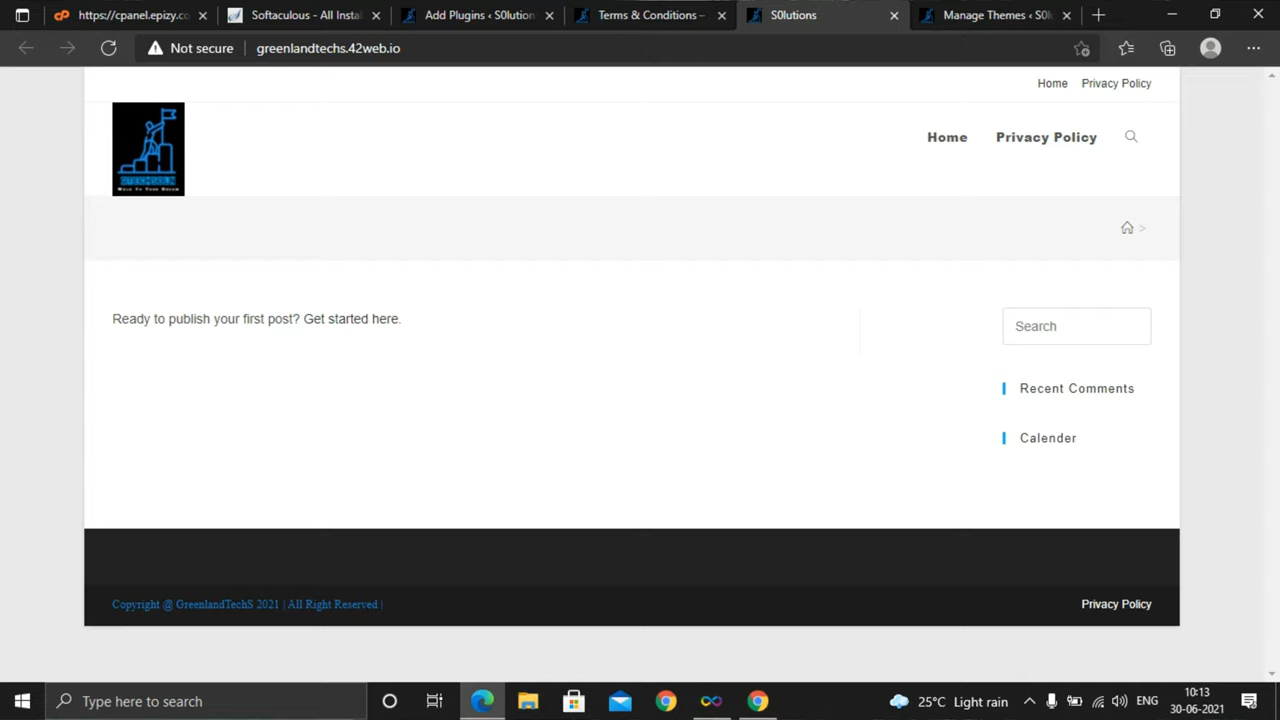 https://cpanel.epizy.co
Softaculous - All Instal
Add Plugins ‹ S0lution
Terms & Conditions –
S0lutions
Manage Themes ‹ S0l
Not secure
greenlandtechs.42web.io
Home Privacy Policy
Home Privacy Policy
>
Ready to publish your first post? Get started here.
Search
Recent Comments
Calender
Copyright @ GreenlandTechS 2021 | All Right Reserved |
Privacy Policy
Type here to search
25°C Light rain
ENG
10:13
30-06-2021